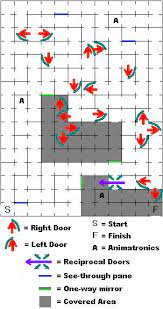 A
A
A
A
S
F
= Right Door
= Left Door
S = Start
F = Finish
A = Animatronics
= Reciprocal Doors
= See-through pane
= One-way mirror
= Covered Area